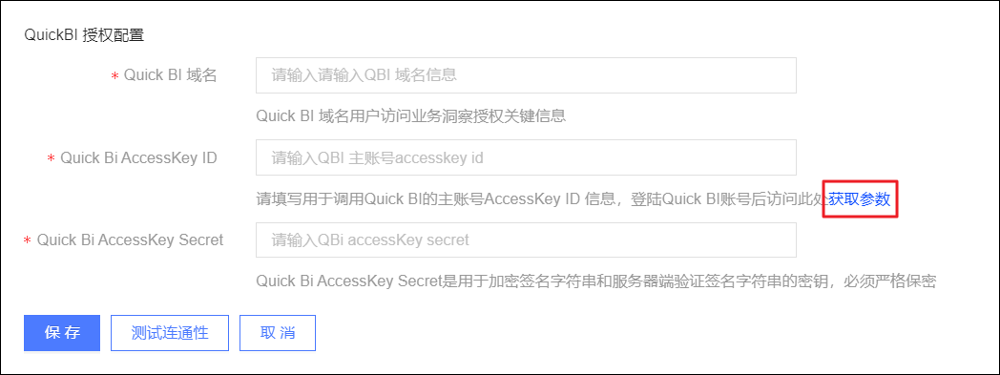 QuickBI 授权配置
* Quick BI 域名 请输入请输入QBI 域名信息
Quick BI 域名用户访问业务洞察授权关键信息
* Quick Bi AccessKey ID 请输入QBI 主账号accesskey id
请填写用于调用Quick BI的主账号AccessKey ID 信息，登陆Quick BI账号后访问此处获取参数
* Quick Bi AccessKey Secret 请输入QBi accessKey secret
Quick Bi AccessKey Secret是用于加密签名字符串和服务器端验证签名字符串的密钥，必须严格保密
保 存 测试连通性 取 消